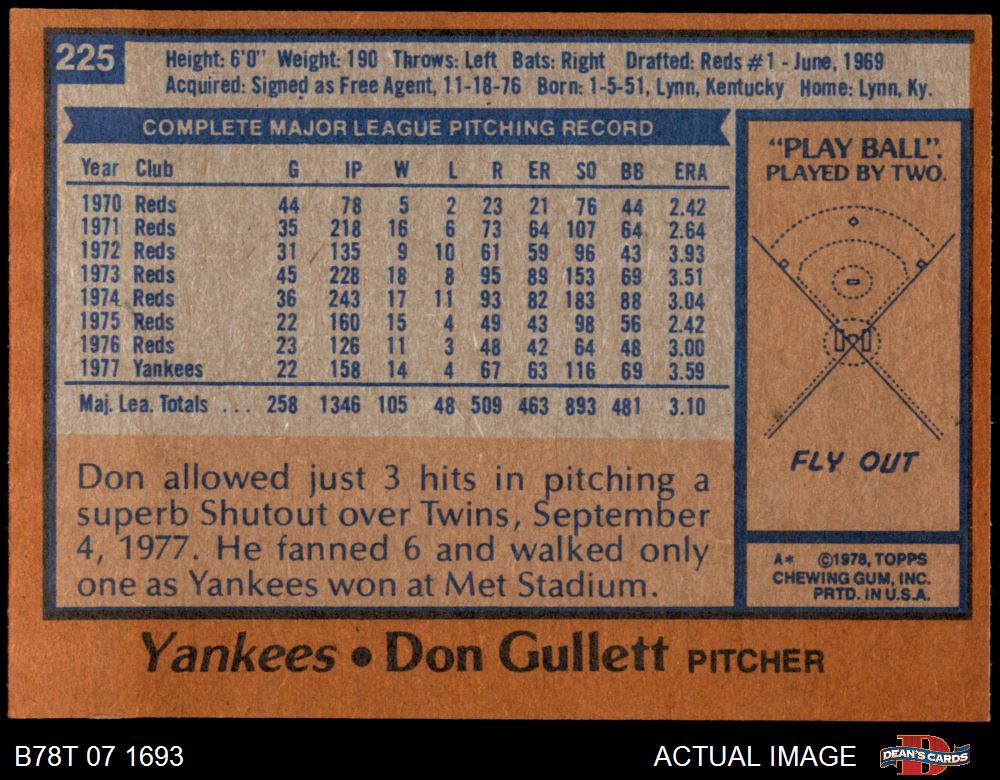 225
Height: 6'0" Weight: 190 Throws: Left Bats: Right Drafted: Reds #1 - June, 1969
Acquired: Signed as Free Agent, 11-18-76 Born: 1-5-51, Lynn, Kentucky Home: Lynn, Ky.
COMPLETE MAJOR LEAGUE PITCHING RECORD
Year Club G IP W L R ER SO BB ERA
1970 Reds 44 78 5 2 23 21 76 44 2.42
1971 Reds 35 218 16 6 73 64 107 64 2.64
1972 Reds 31 135 9 10 61 59 96 43 3.93
1973 Reds 45 228 18 8 95 89 153 69 3.51
1974 Reds 36 243 17 11 93 82 183 88 3.04
1975 Reds 22 160 15 4 49 43 98 56 2.42
1976 Reds 23 126 11 3 48 42 64 48 3.00
1977 Yankees 22 158 14 4 67 63 116 69 3.59
Maj. Lea. Totals ... 258 1346 105 48 509 463 893 481 3.10
Don allowed just 3 hits in pitching a
superb Shutout over Twins, September
4, 1977. He fanned 6 and walked only
one as Yankees won at Met Stadium.
"PLAY BALL".
PLAYED BY TWO.
FLY OUT
A* ©1978, TOPPS
CHEWING GUM, INC.
PRTD. IN U.S.A.
Yankees • Don Gullett PITCHER
B78T 07 1693
ACTUAL IMAGE
DEAN'S CARDS